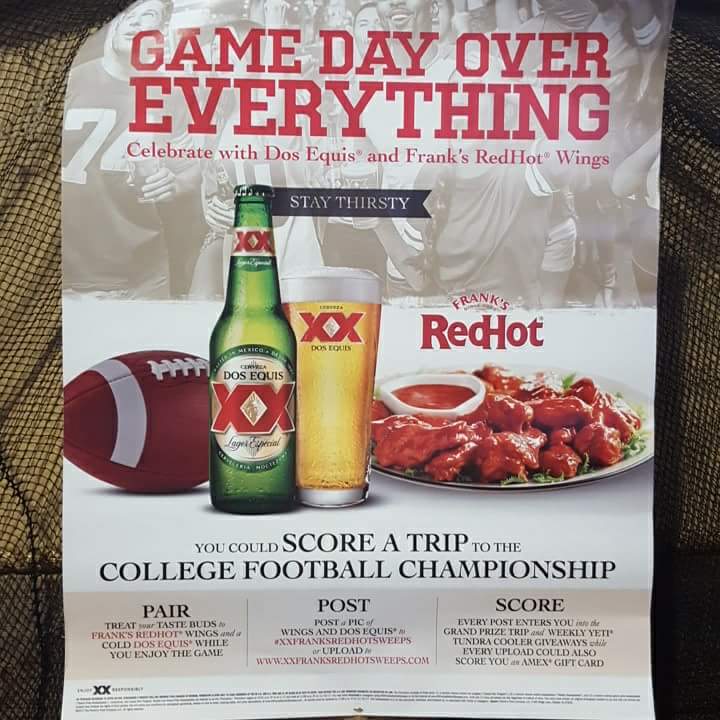 GAME DAY OVER
EVERYTHING
Celebrate with Dos Equis® and Frank's RedHot® Wings
STAY THIRSTY
XX
Lager Especial
CERVEZA
XX
DOS EQUIS
FRANK'S
RedHot®
CERVEZA
DOS EQUIS
XX
Lager Especial
7
YOU COULD SCORE A TRIP TO THE
COLLEGE FOOTBALL CHAMPIONSHIP
PAIR
TREAT your TASTE BUDS to
FRANK'S REDHOT® WINGS and a
COLD DOS EQUIS® WHILE
YOU ENJOY THE GAME
POST
POST a PIC of
WINGS AND DOS EQUIS® to
#XXFRANKSREDHOTSWEEPS
or UPLOAD to
WWW.XXFRANKSREDHOTSWEEPS.COM
SCORE
EVERY POST ENTERS YOU into the
GRAND PRIZE TRIP and WEEKLY YETI®
TUNDRA COOLER GIVEAWAYS while
EVERY UPLOAD COULD ALSO
SCORE YOU an AMEX® GIFT CARD
ENJOY XX RESPONSIBLY